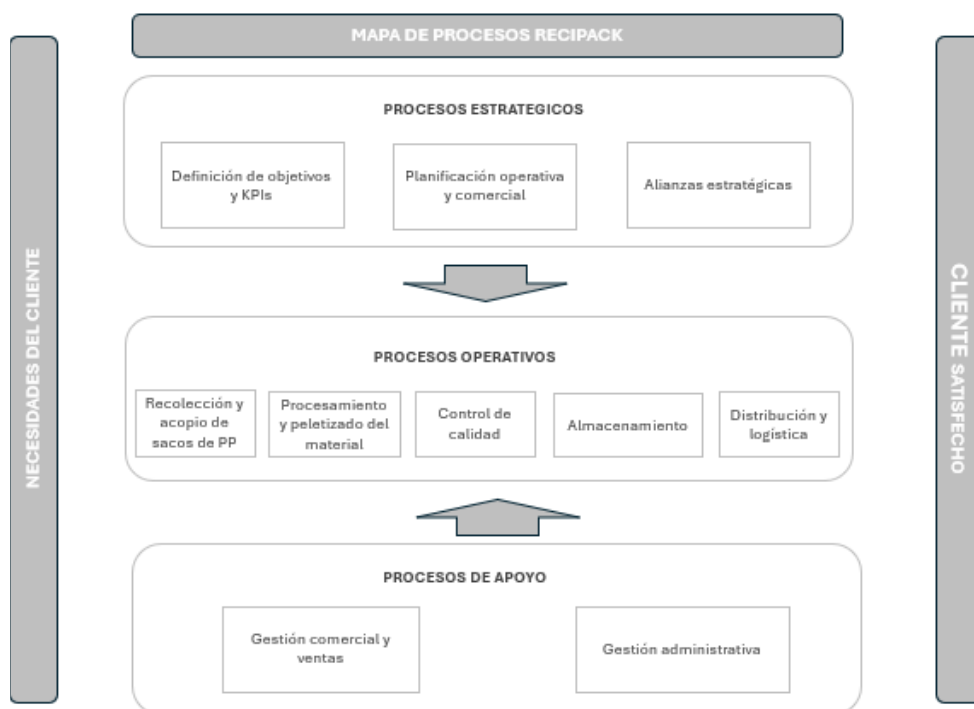 MAPA DE PROCESOS RECIPACK
NECESIDADES DEL CLIENTE
PROCESOS ESTRATEGICOS
Definición de objetivos
y KPIs
Planificación operativa
y comercial
Alianzas estratégicas
PROCESOS OPERATIVOS
Recolección y
acopio de
sacos de PP
Procesamiento
y peletizado del
material
Control de
calidad
Almacenamiento
Distribución y
logística
PROCESOS DE APOYO
Gestión comercial y
ventas
Gestión administrativa
CLIENTE SATISFECHO